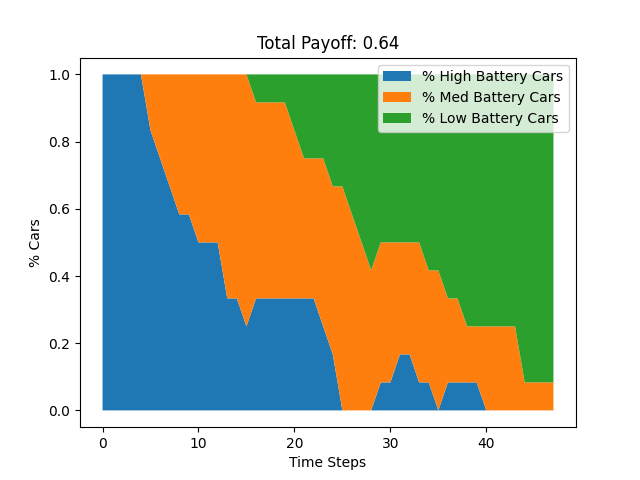 Total Payoff: 0.64
% High Battery Cars
% Med Battery Cars
% Low Battery Cars
% Cars
1.0
0.8
0.6
0.4
0.2
0.0
0 10 20 30 40
Time Steps